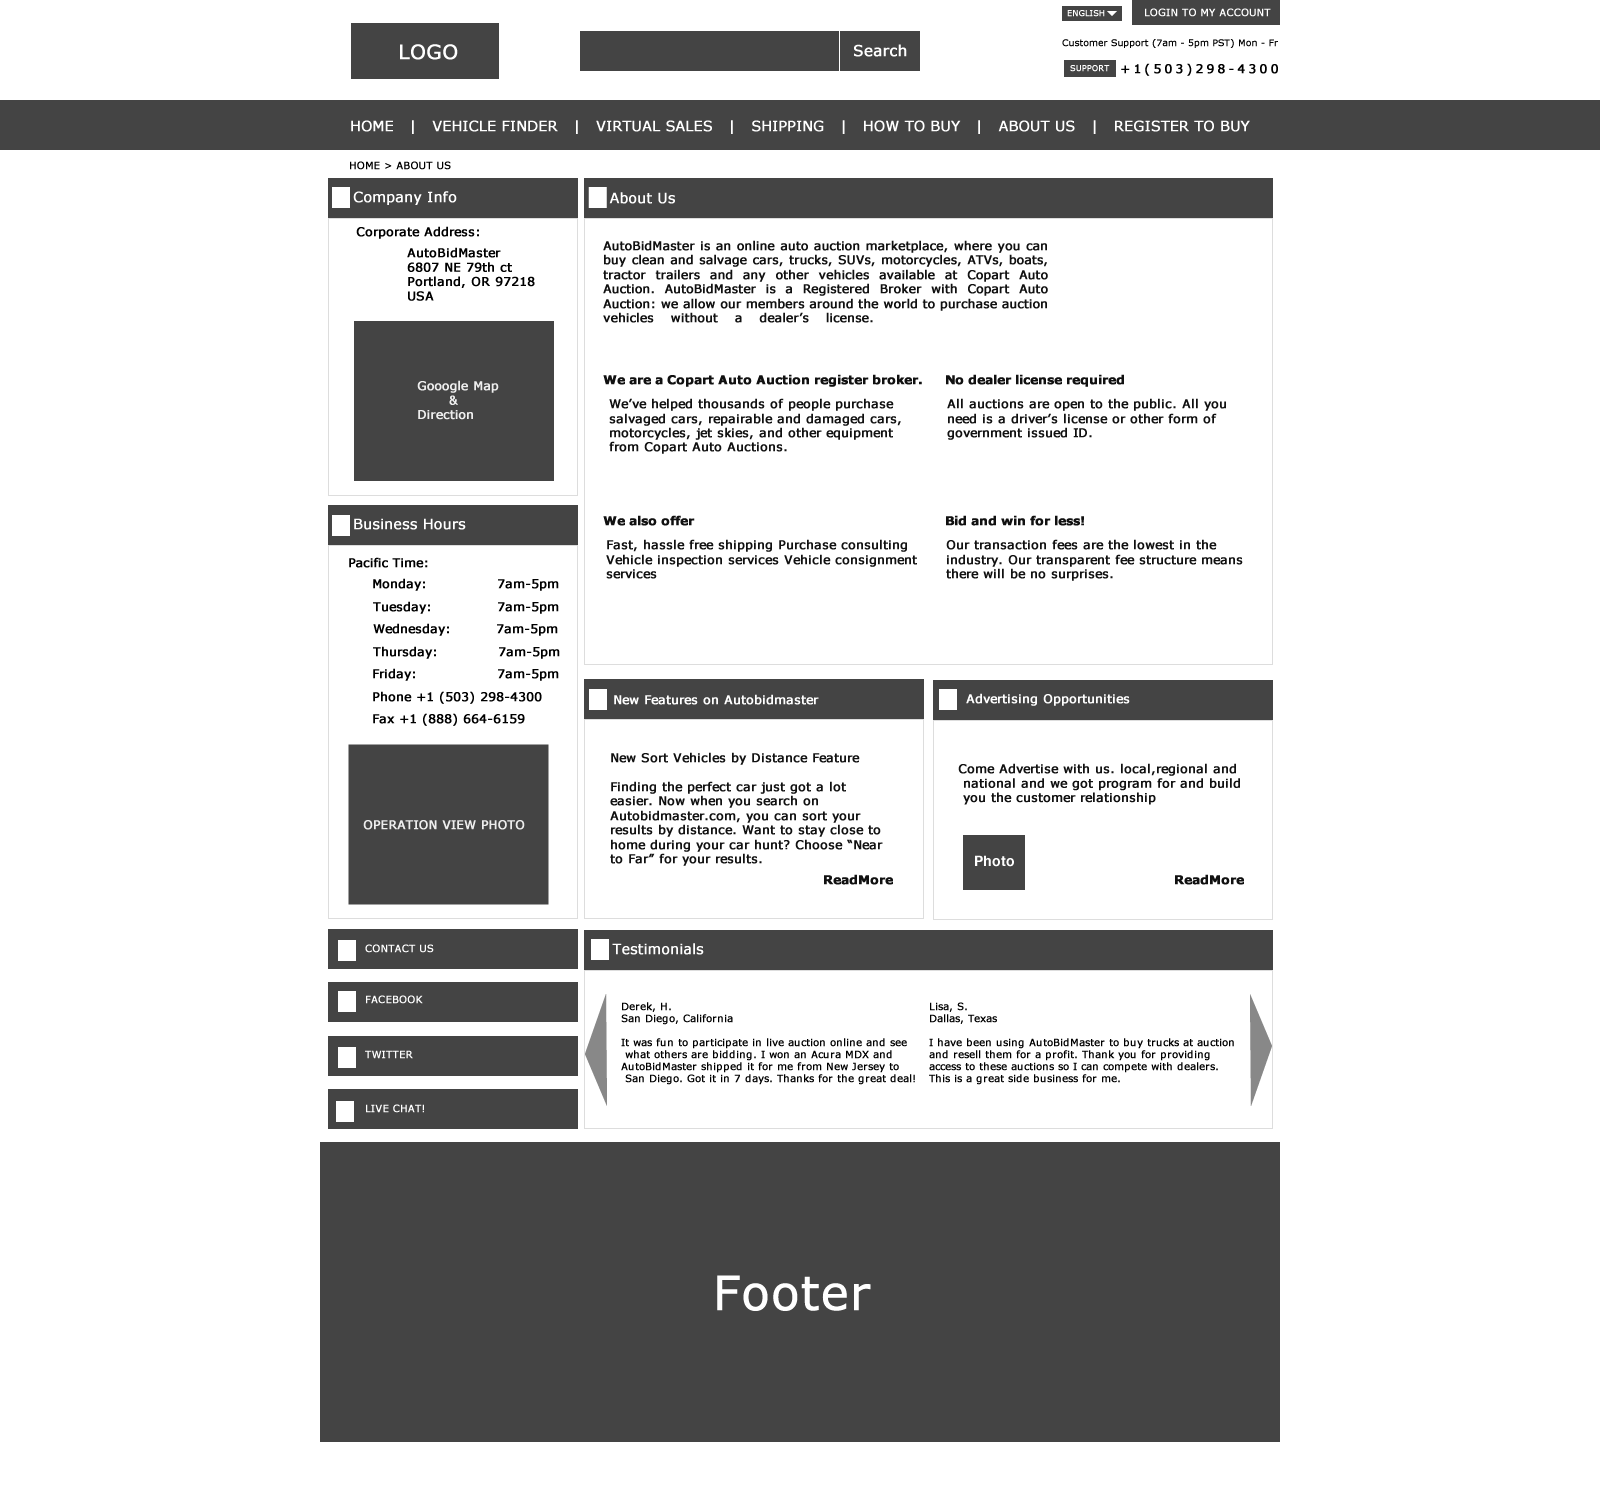 LOGO
Search
ENGLISH
LOGIN TO MY ACCOUNT
Customer Support (7am - 5pm PST) Mon - Fr
SUPPORT +1(503)298-4300
HOME | VEHICLE FINDER | VIRTUAL SALES | SHIPPING | HOW TO BUY | ABOUT US | REGISTER TO BUY
HOME > ABOUT US
Company Info
Corporate Address:
AutoBidMaster
6807 NE 79th ct
Portland, OR 97218
USA
Gooogle Map
&
Direction
Business Hours
Pacific Time:
Monday: 7am-5pm
Tuesday: 7am-5pm
Wednesday: 7am-5pm
Thursday: 7am-5pm
Friday: 7am-5pm
Phone +1 (503) 298-4300
Fax +1 (888) 664-6159
OPERATION VIEW PHOTO
CONTACT US
FACEBOOK
TWITTER
LIVE CHAT!
About Us
AutoBidMaster is an online auto auction marketplace, where you can
buy clean and salvage cars, trucks, SUVs, motorcycles, ATVs, boats,
tractor trailers and any other vehicles available at Copart Auto
Auction. AutoBidMaster is a Registered Broker with Copart Auto
Auction: we allow our members around the world to purchase auction
vehicles without a dealer’s license.
We are a Copart Auto Auction register broker.
We’ve helped thousands of people purchase
salvaged cars, repairable and damaged cars,
motorcycles, jet skies, and other equipment
from Copart Auto Auctions.
No dealer license required
All auctions are open to the public. All you
need is a driver’s license or other form of
government issued ID.
We also offer
Fast, hassle free shipping Purchase consulting
Vehicle inspection services Vehicle consignment
services
Bid and win for less!
Our transaction fees are the lowest in the
industry. Our transparent fee structure means
there will be no surprises.
New Features on Autobidmaster
New Sort Vehicles by Distance Feature
Finding the perfect car just got a lot
easier. Now when you search on
Autobidmaster.com, you can sort your
results by distance. Want to stay close to
home during your car hunt? Choose “Near
to Far” for your results.
ReadMore
Advertising Opportunities
Come Advertise with us. local,regional and
national and we got program for and build
you the customer relationship
Photo
ReadMore
Testimonials
Derek, H.
San Diego, California
It was fun to participate in live auction online and see
what others are bidding. I won an Acura MDX and
AutoBidMaster shipped it for me from New Jersey to
San Diego. Got it in 7 days. Thanks for the great deal!
Lisa, S.
Dallas, Texas
I have been using AutoBidMaster to buy trucks at auction
and resell them for a profit. Thank you for providing
access to these auctions so I can compete with dealers.
This is a great side business for me.
Footer